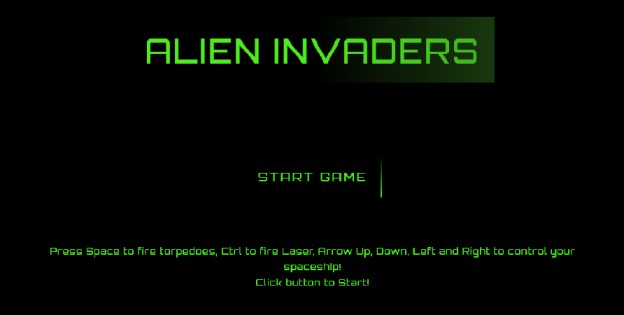 ALIEN INVADERS
START GAME
Press Space to fire torpedoes, Ctrl to fire Laser, Arrow Up, Down, Left and Right to control your
spaceship!
Click button to Start!